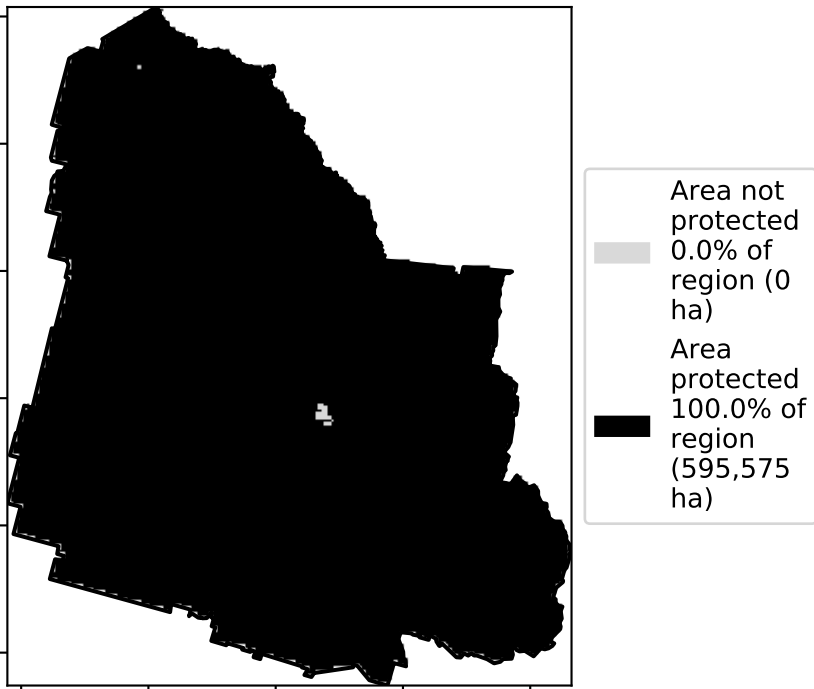 Area not
protected
0.0% of
region (0
ha)
Area
protected
100.0% of
region
(595,575
ha)